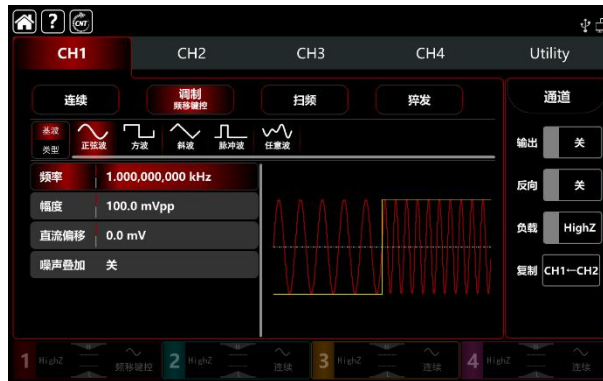 ? CNT
CH1 CH2 CH3 CH4 Utility
连续 调制 扫频 猝发 通道
频移键控
基波
类型 正弦波 方波 斜波 脉冲波 任意波
输出 关
频率 1.000,000,000 kHz
反向 关
幅度 100.0 mVpp
直流偏移 0.0 mV
负载 HighZ
噪声叠加 关
复制 CH1←CH2
1 HighZ 频移键控 2 HighZ 连续 3 HighZ 连续 4 HighZ 连续